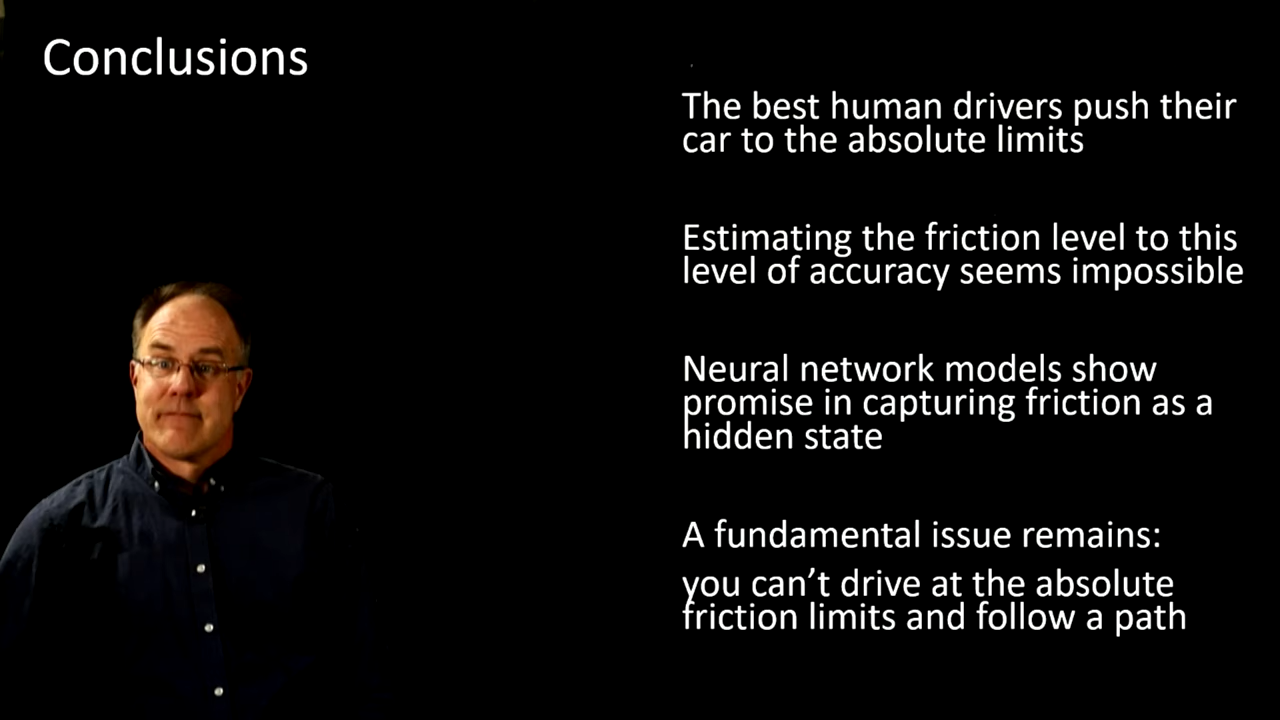 Conclusions
The best human drivers push their
car to the absolute limits
Estimating the friction level to this
level of accuracy seems impossible
Neural network models show
promise in capturing friction as a
hidden state
A fundamental issue remains:
you can’t drive at the absolute
friction limits and follow a path